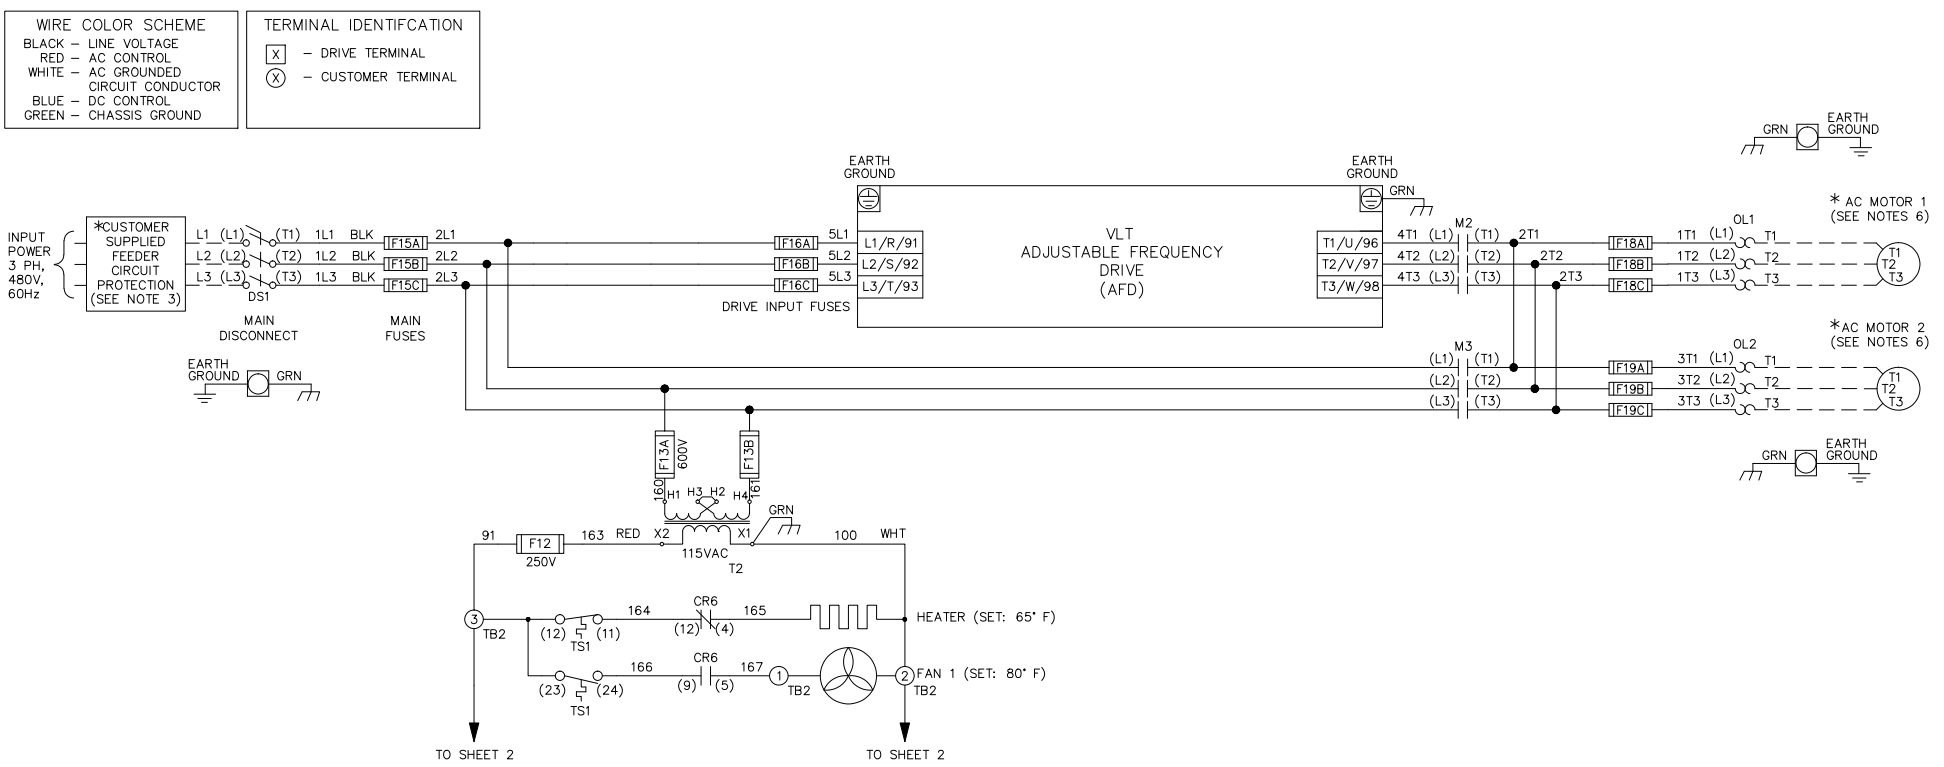 WIRE COLOR SCHEME
BLACK – LINE VOLTAGE
RED – AC CONTROL
WHITE – AC GROUNDED
CIRCUIT CONDUCTOR
BLUE – DC CONTROL
GREEN – CHASSIS GROUND
TERMINAL IDENTIFCATION
X – DRIVE TERMINAL
X – CUSTOMER TERMINAL
INPUT
POWER
3 PH,
480V,
60Hz
*CUSTOMER
SUPPLIED
FEEDER
CIRCUIT
PROTECTION
(SEE NOTE 3)
L1 (L1) (T1) 1L1 BLK F15A 2L1
L2 (L2) (T2) 1L2 BLK F15B 2L2
L3 (L3) (T3) 1L3 BLK F15C 2L3
DS1
MAIN
DISCONNECT
MAIN
FUSES
EARTH
GROUND GRN
F16A 5L1
F16B 5L2
F16C 5L3
DRIVE INPUT FUSES
EARTH
GROUND
L1/R/91
L2/S/92
L3/T/93
VLT
ADJUSTABLE FREQUENCY
DRIVE
(AFD)
EARTH
GROUND
GRN
T1/U/96
T2/V/97
T3/W/98
M2
4T1 (L1) (T1) 2T1 F18A 1T1 (L1) T1
4T2 (L2) (T2) 2T2 F18B 1T2 (L2) T2
4T3 (L3) (T3) 2T3 F18C 1T3 (L3) T3
OL1
GRN
EARTH
GROUND
* AC MOTOR 1
(SEE NOTES 6)
T1
T2
T3
M3
(L1) (T1) F19A 3T1 (L1) T1
(L2) (T2) F19B 3T2 (L2) T2
(L3) (T3) F19C 3T3 (L3) T3
OL2
*AC MOTOR 2
(SEE NOTES 6)
T1
T2
T3
GRN
EARTH
GROUND
F13A
600V
F13B
160
161
H1 H3 H2 H4
GRN
91 F12 163 RED X2 X1 100 WHT
250V
115VAC
T2
3
TB2
(12) (11)
TS1
164
CR6
(12) (4)
165
HEATER (SET: 65° F)
(23) (24)
TS1
166
CR6
(9) (5)
167
1
TB2
2
TB2
FAN 1 (SET: 80° F)
TO SHEET 2
TO SHEET 2